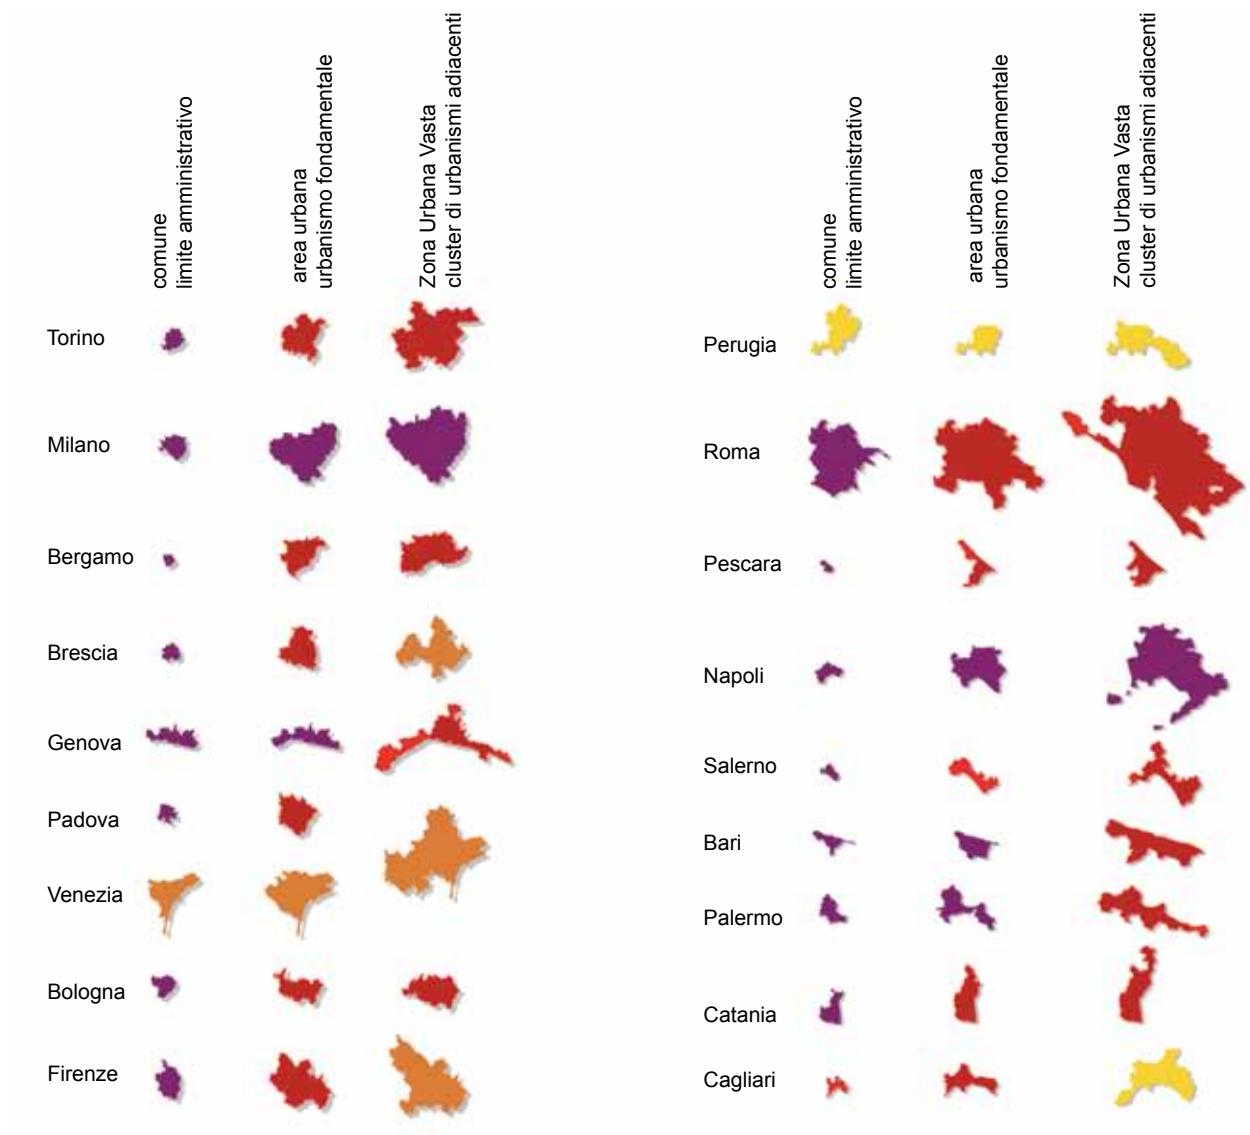 comune
limite amministrativo
area urbana
urbanismo fondamentale
Zona Urbana Vasta
cluster di urbanismi adiacenti
Torino
Milano
Bergamo
Brescia
Genova
Padova
Venezia
Bologna
Firenze
comune
limite amministrativo
area urbana
urbanismo fondamentale
Zona Urbana Vasta
cluster di urbanismi adiacenti
Perugia
Roma
Pescara
Napoli
Salerno
Bari
Palermo
Catania
Cagliari